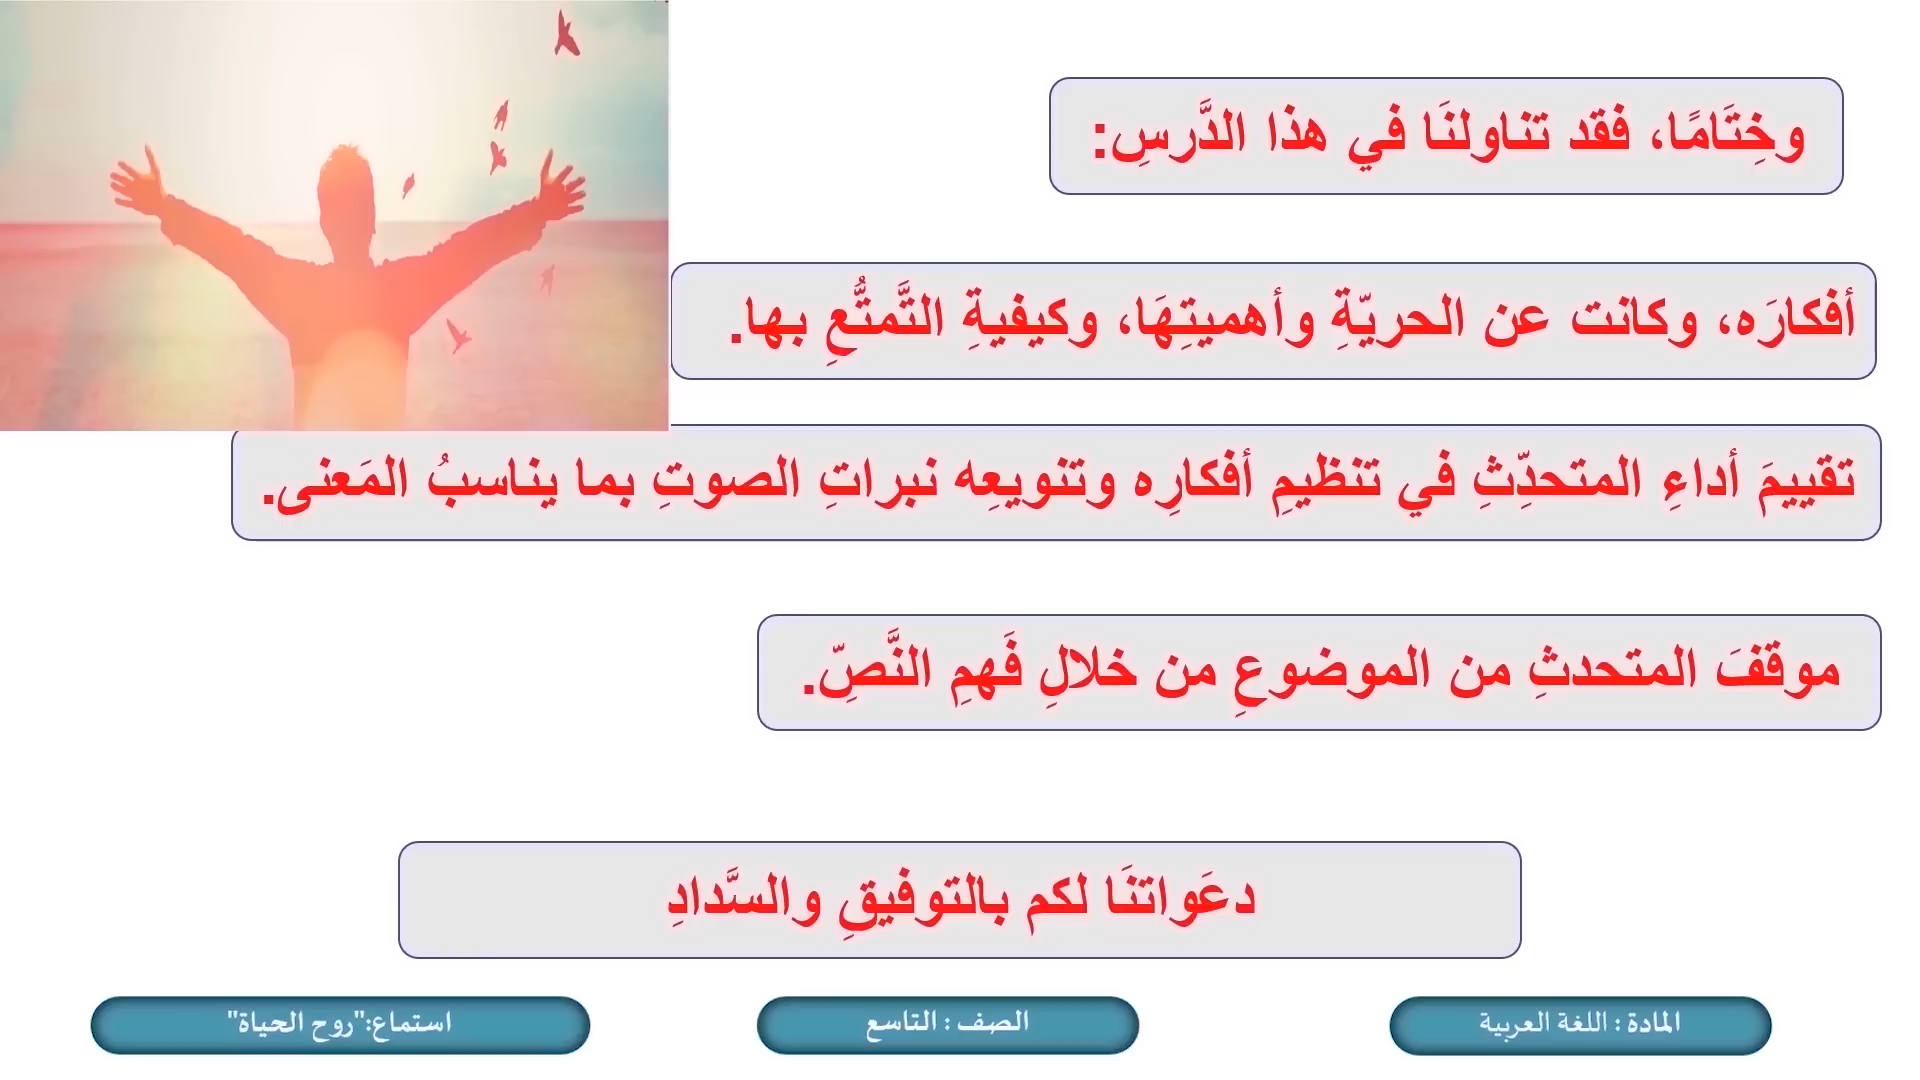 وخِتَامًا، فقد تناولنَا في هذا الدَّرسِ:
أفكارَه، وكانت عن الحريّةِ وأهميتِهَا، وكيفيةِ التَّمتُّعِ بها.
تقييمَ أداءِ المتحدِّثِ في تنظيمِ أفكارِه وتنويعِه نبراتِ الصوتِ بما يناسبُ المَعنى.
موقفَ المتحدثِ من الموضوعِ من خلالِ فَهمِ النَّصِّ.
دعَواتنَا لكم بالتوفيقِ والسَّدادِ
المادة : اللغة العربية
الصف : التاسع
استماع:"روح الحياة"